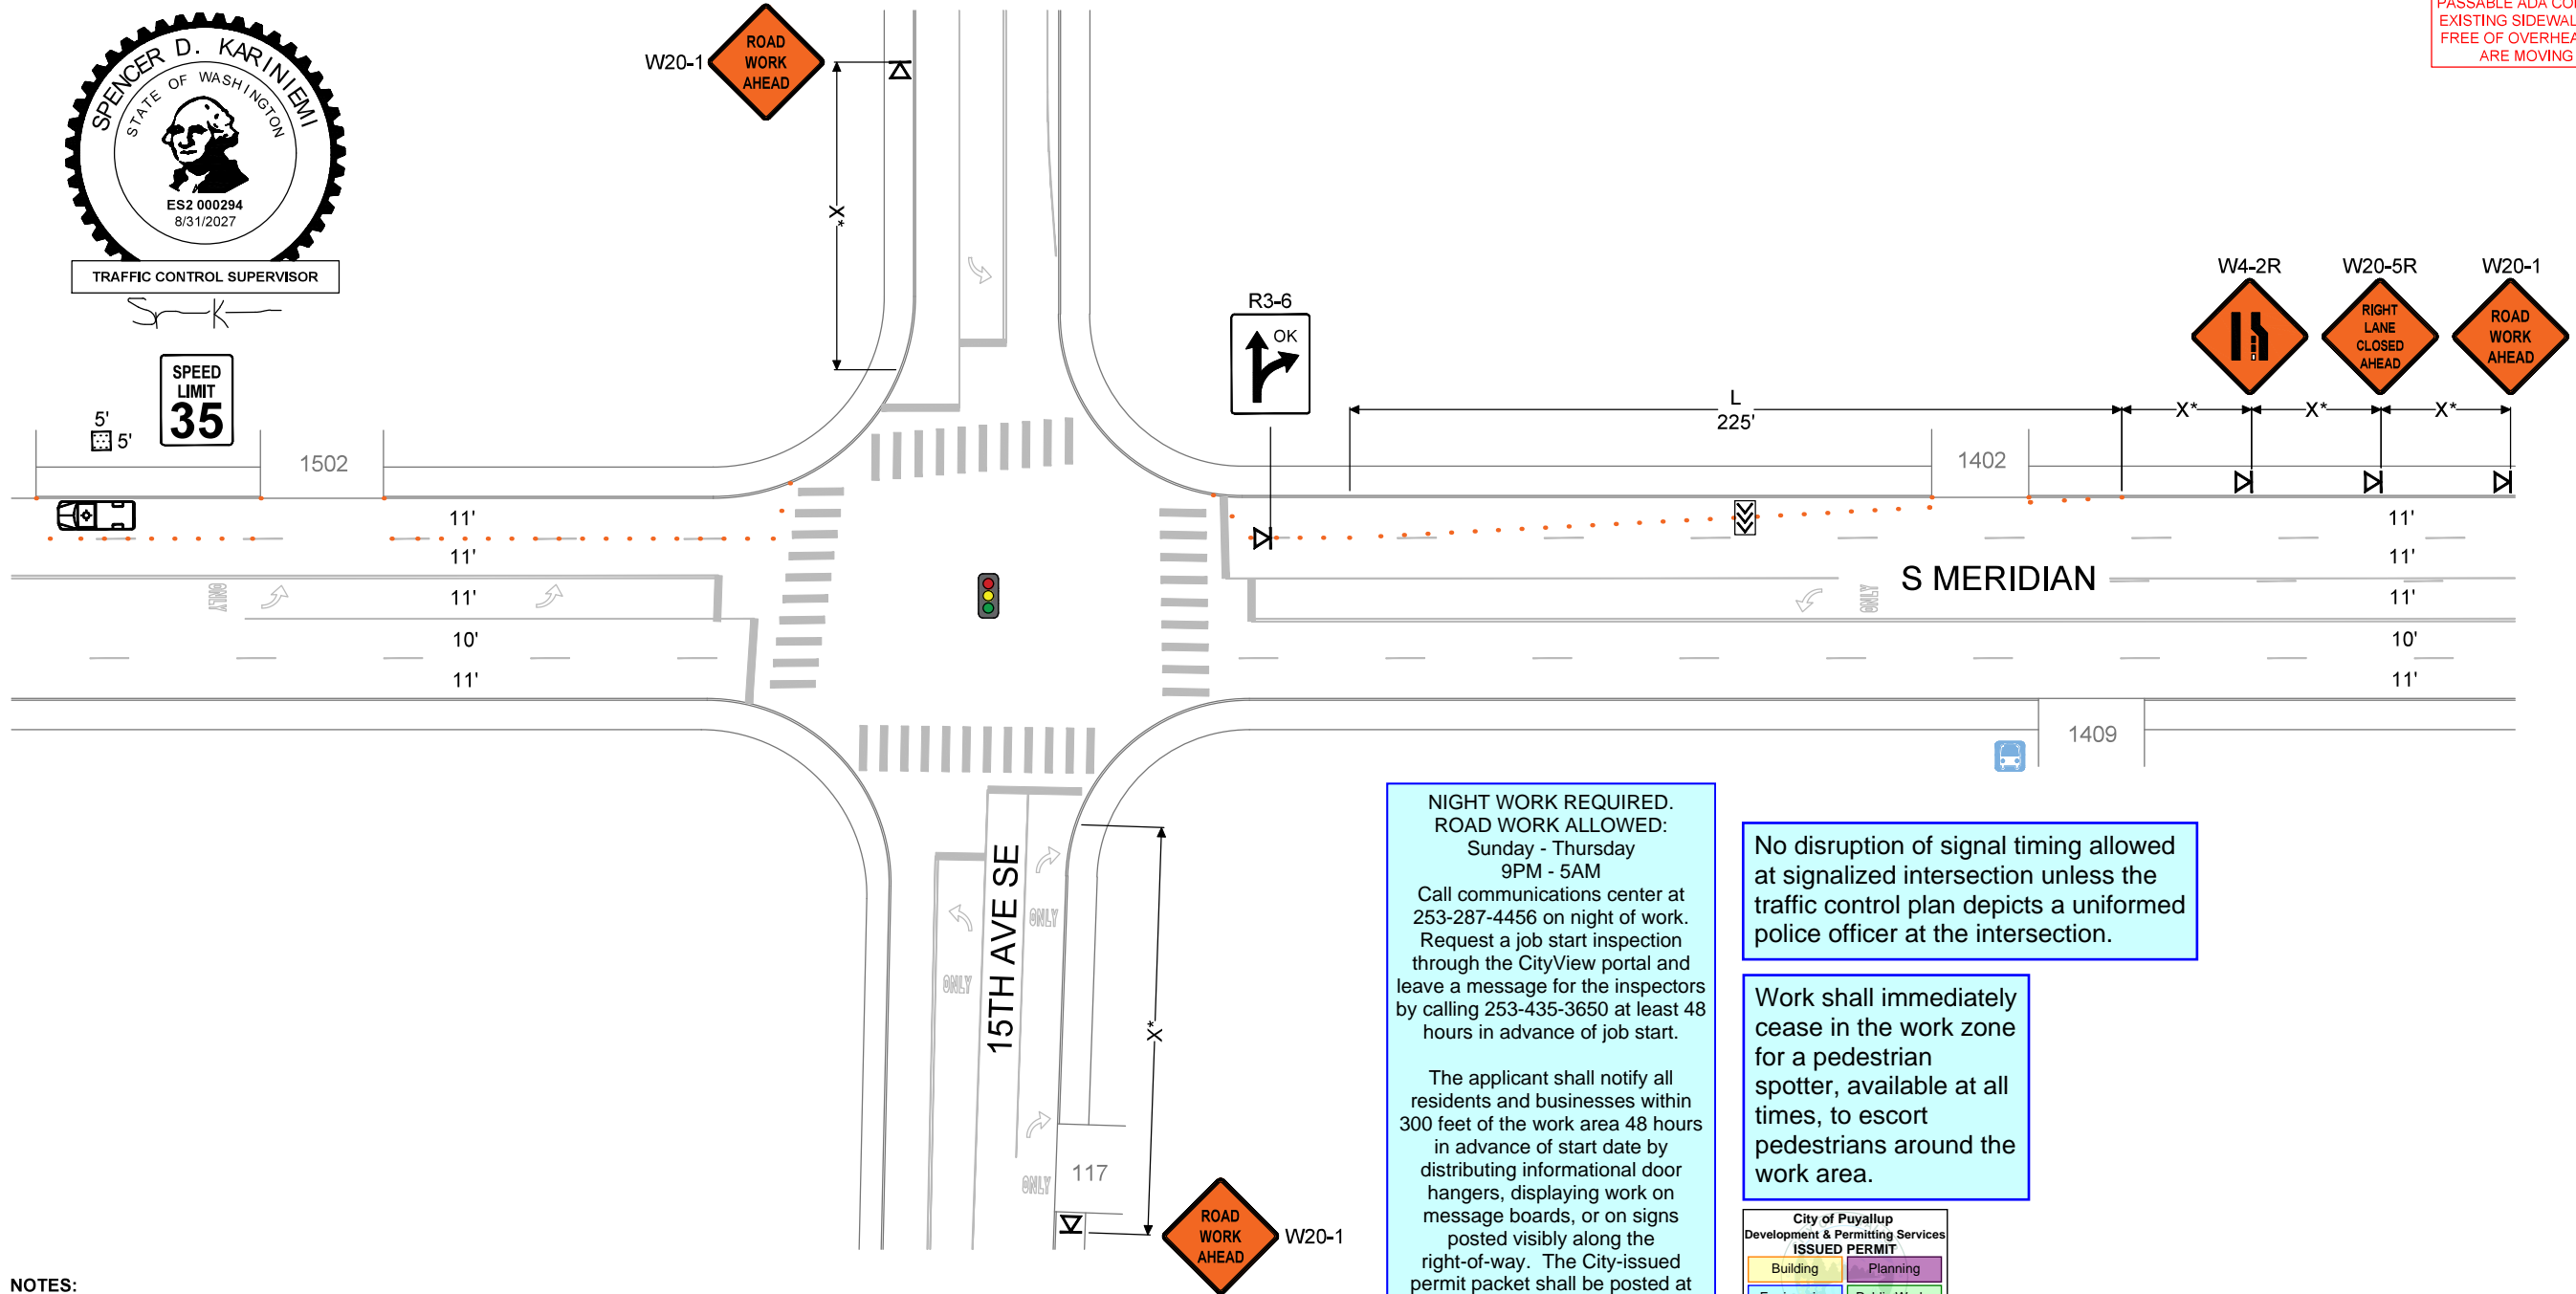 PASSABLE ADA
EXISTING
FREE OF
ARE MOVING
SPENCER D. KARINIEMI
STATE OF WASHINGTON
ES2 000294
8/31/2027
TRAFFIC CONTROL SUPERVISOR
W20-1
ROAD
WORK
AHEAD
X*
SPEED
LIMIT
35
5'
5'
1502
R3-6
OK
L
225'
X*
X*
X*
W4-2R
W20-5R
RIGHT
LANE
CLOSED
AHEAD
W20-1
ROAD
WORK
AHEAD
1402
11'
11'
11'
10'
11'
ONLY
S MERIDIAN
ONLY
11'
11'
11'
10'
11'
1409
15TH AVE SE
ONLY
ONLY
ONLY
117
X*
ROAD
WORK
AHEAD
W20-1
NIGHT WORK REQUIRED.
ROAD WORK ALLOWED:
Sunday - Thursday
9PM - 5AM
Call communications center at
253-287-4456 on night of work.
Request a job start inspection
through the CityView portal and
leave a message for the inspectors
by calling 253-435-3650 at least 48
hours in advance of job start.
The applicant shall notify all
residents and businesses within
300 feet of the work area 48 hours
in advance of start date by
distributing informational door
hangers, displaying work on
message boards, or on signs
posted visibly along the
right-of-way. The City-issued
permit packet shall be posted at
No disruption of signal timing allowed
at signalized intersection unless the
traffic control plan depicts a uniformed
police officer at the intersection.
Work shall immediately
cease in the work zone
for a pedestrian
spotter, available at all
times, to escort
pedestrians around the
work area.
City of Puyallup
Development & Permitting Services
ISSUED PERMIT
Building
Planning
NOTES: